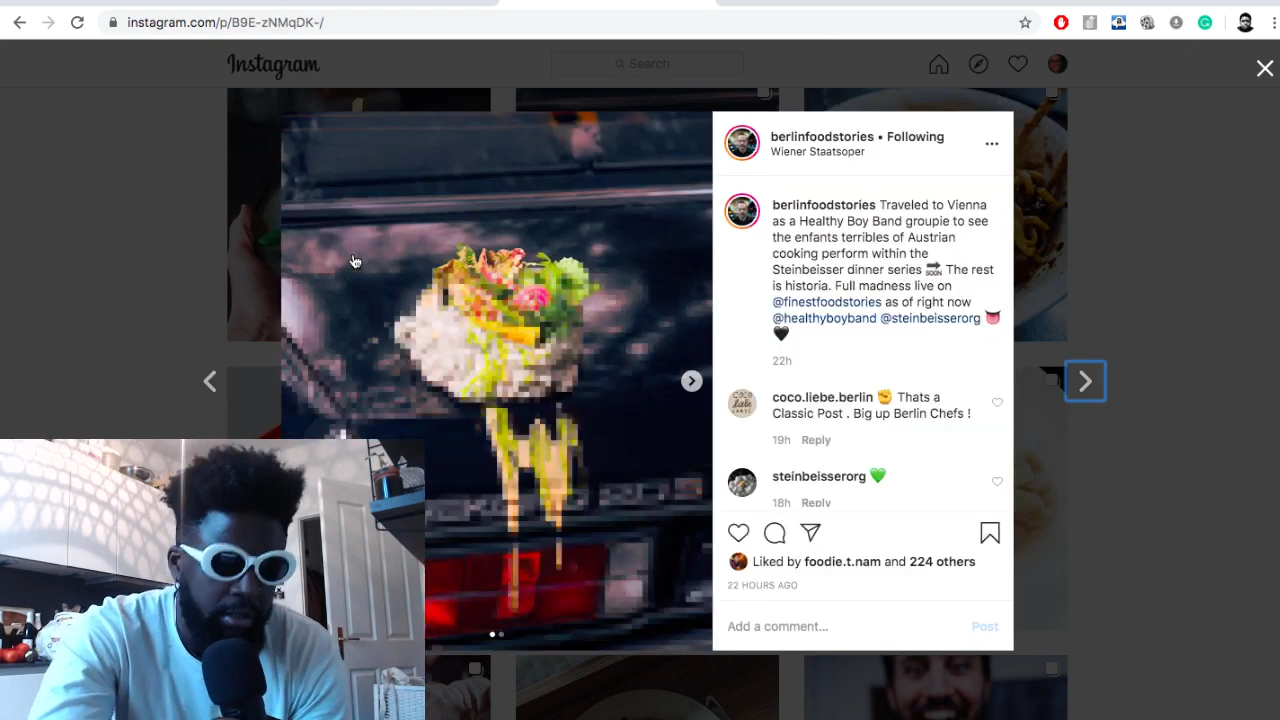 instagram.com/p/B9E-zNMqDK-/
Instagram
Search
berlinfoodstories • Following
Wiener Staatsoper
berlinfoodstories Traveled to Vienna
as a Healthy Boy Band groupie to see
the enfants terribles of Austrian
cooking perform within the
Steinbeisser dinner series 🔜 The rest
is historia. Full madness live on
@finestfoodstories as of right now
@healthyboyband @steinbeisserorg 👅
🖤
22h
coco.liebe.berlin ✊ Thats a
Classic Post . Big up Berlin Chefs !
19h Reply
steinbeisserorg 💚
18h Reply
Liked by foodie.t.nam and 224 others
22 HOURS AGO
Add a comment... Post